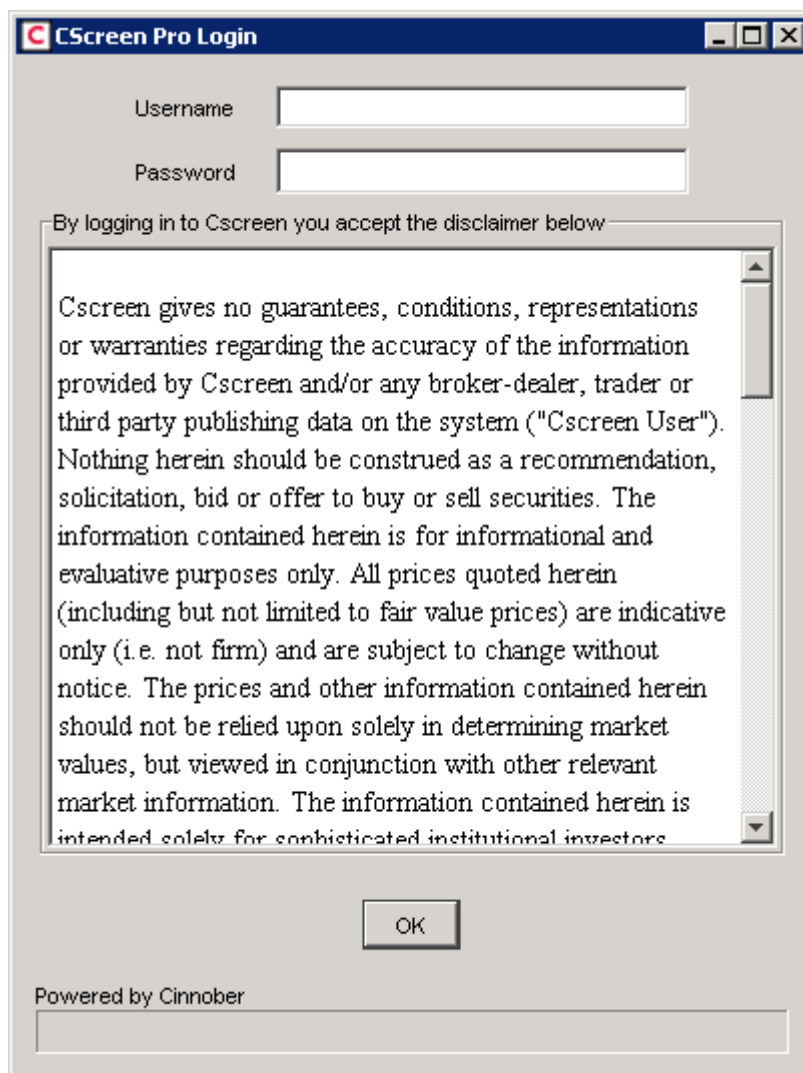 CScreen Pro Login
Username
Password
By logging in to Cscreen you accept the disclaimer below
Cscreen gives no guarantees, conditions, representations
or warranties regarding the accuracy of the information
provided by Cscreen and/or any broker-dealer, trader or
third party publishing data on the system ("Cscreen User").
Nothing herein should be construed as a recommendation,
solicitation, bid or offer to buy or sell securities. The
information contained herein is for informational and
evaluative purposes only. All prices quoted herein
(including but not limited to fair value prices) are indicative
only (i.e. not firm) and are subject to change without
notice. The prices and other information contained herein
should not be relied upon solely in determining market
values, but viewed in conjunction with other relevant
market information. The information contained herein is
intended solely for sophisticated institutional investors
OK
Powered by Cinnober